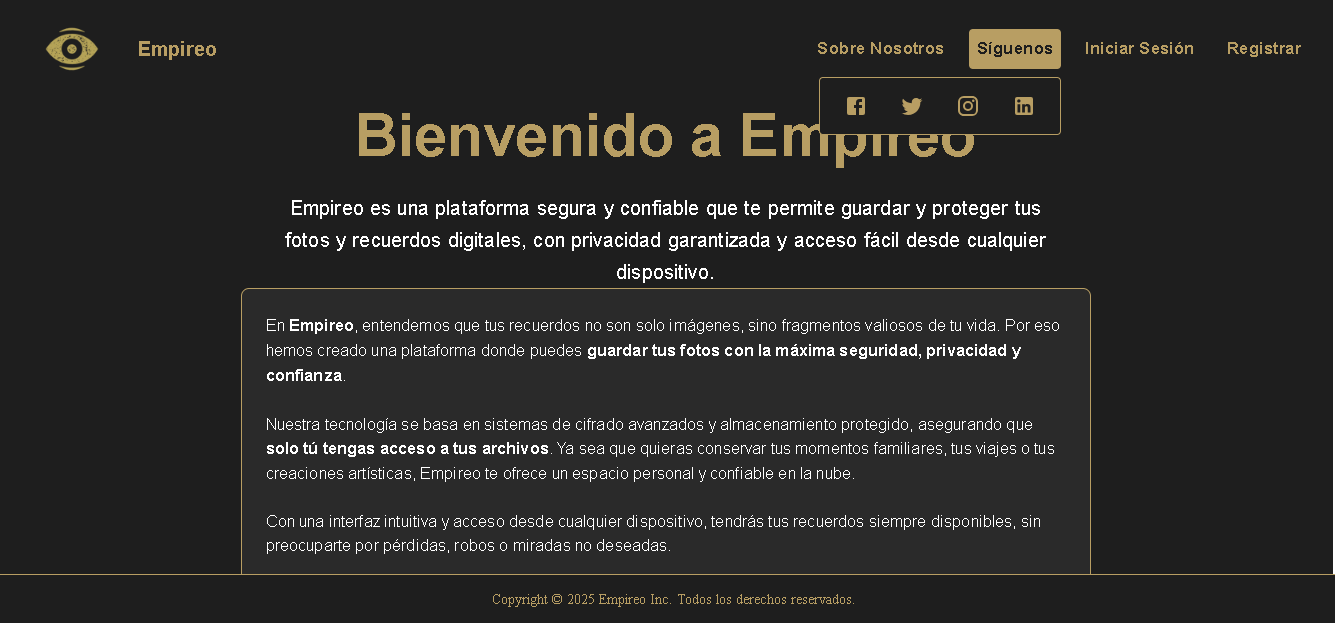 Empireo
Sobre Nosotros
Síguenos
Iniciar Sesión
Registrar
Bienvenido a Empireo
Empireo es una plataforma segura y confiable que te permite guardar y proteger tus
fotos y recuerdos digitales, con privacidad garantizada y acceso fácil desde cualquier
dispositivo.
En Empireo, entendemos que tus recuerdos no son solo imágenes, sino fragmentos valiosos de tu vida. Por eso
hemos creado una plataforma donde puedes guardar tus fotos con la máxima seguridad, privacidad y
confianza.
Nuestra tecnología se basa en sistemas de cifrado avanzados y almacenamiento protegido, asegurando que
solo tú tengas acceso a tus archivos. Ya sea que quieras conservar tus momentos familiares, tus viajes o tus
creaciones artísticas, Empireo te ofrece un espacio personal y confiable en la nube.
Con una interfaz intuitiva y acceso desde cualquier dispositivo, tendrás tus recuerdos siempre disponibles, sin
preocuparte por pérdidas, robos o miradas no deseadas.
Copyright © 2025 Empireo Inc. Todos los derechos reservados.